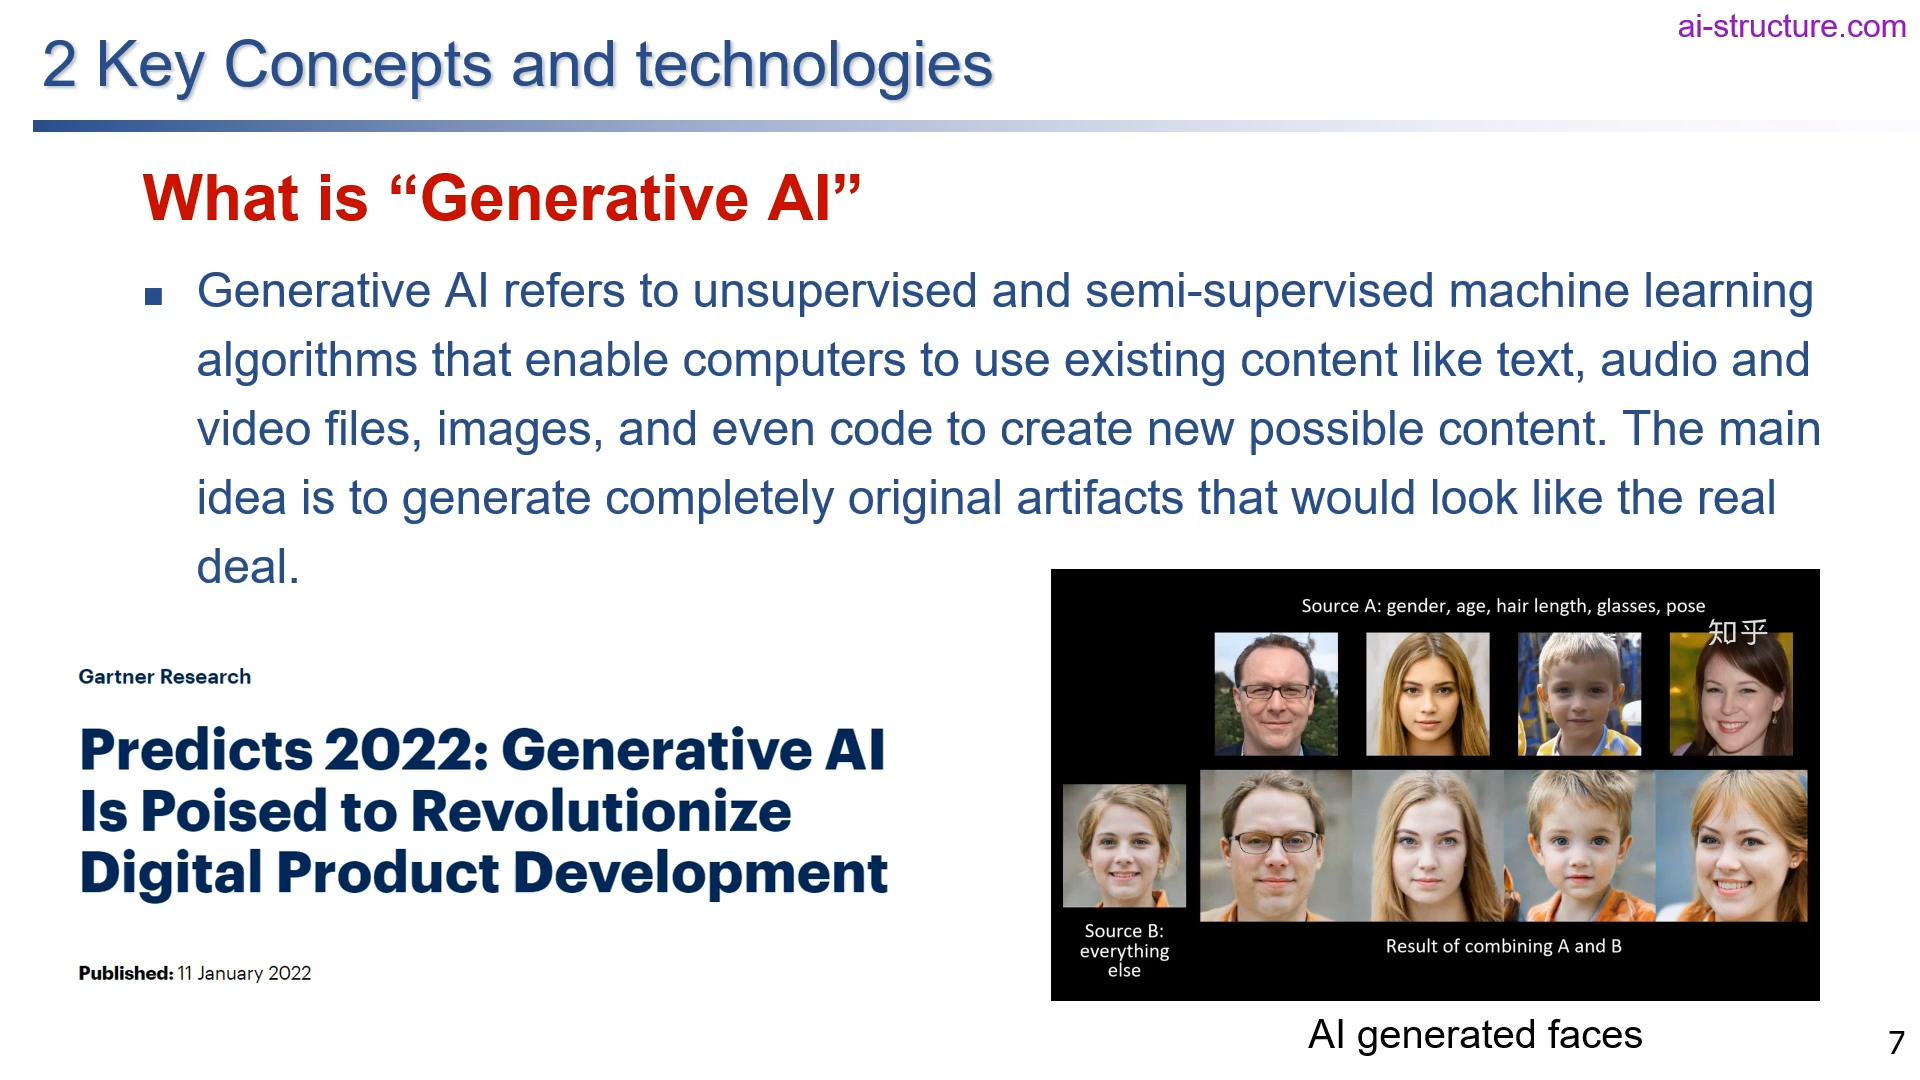 ai-structure.com
2 Key Concepts and technologies
What is “Generative AI”
Generative AI refers to unsupervised and semi-supervised machine learning
algorithms that enable computers to use existing content like text, audio and
video files, images, and even code to create new possible content. The main
idea is to generate completely original artifacts that would look like the real
deal.
Gartner Research
Predicts 2022: Generative AI
Is Poised to Revolutionize
Digital Product Development
Published: 11 January 2022
Source A: gender, age, hair length, glasses, pose
知乎
Source B:
everything
else
Result of combining A and B
AI generated faces
7